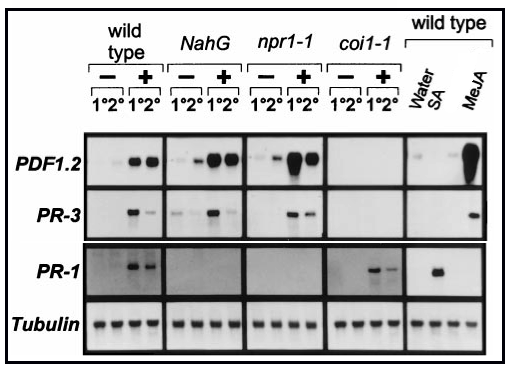 wild type
wild
type NahG npr1-1 coi1-1
Water
SA
MeJA
− + − + − + − +
1°2° 1°2° 1°2° 1°2° 1°2° 1°2° 1°2° 1°2°
PDF1.2
PR-3
PR-1
Tubulin